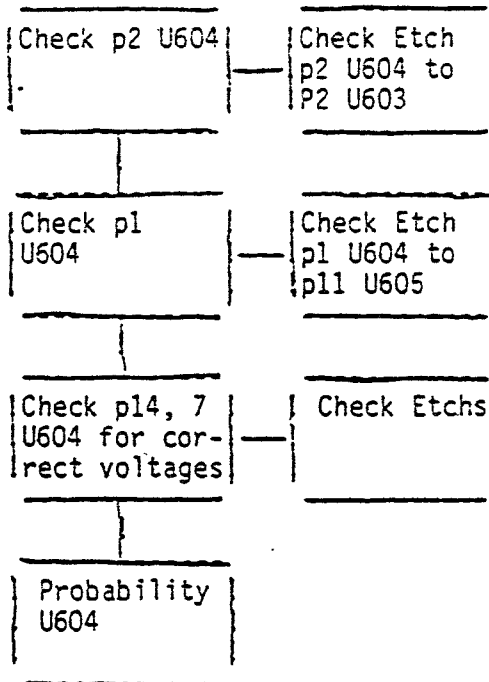 Check p2 U604
Check Etch
p2 U604 to
P2 U603
Check p1
U604
Check Etch
p1 U604 to
p11 U605
Check p14, 7
U604 for cor-
rect voltages
Check Etchs
Probability
U604